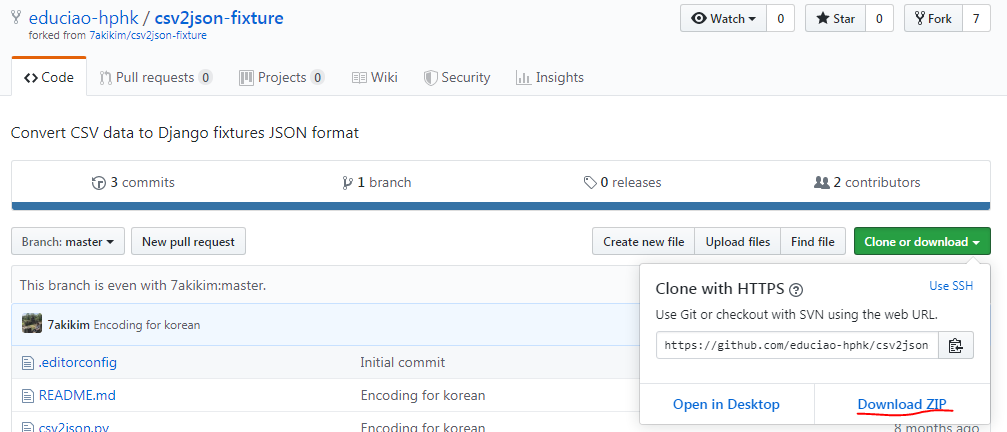 educiao-hphk / csv2json-fixture
forked from 7akikim/csv2json-fixture
Watch 0 Star 0 Fork 7
Code Pull requests 0 Projects 0 Wiki Security Insights
Convert CSV data to Django fixtures JSON format
3 commits 1 branch 0 releases 2 contributors
Branch: master New pull request Create new file Upload files Find file Clone or download
This branch is even with 7akikim:master.
7akikim Encoding for korean
.editorconfig Initial commit
README.md Encoding for korean
csv2json.py Encoding for korean 8 months ago
Clone with HTTPS ? Use SSH
Use Git or checkout with SVN using the web URL.
https://github.com/educiao-hphk/csv2json
Open in Desktop Download ZIP